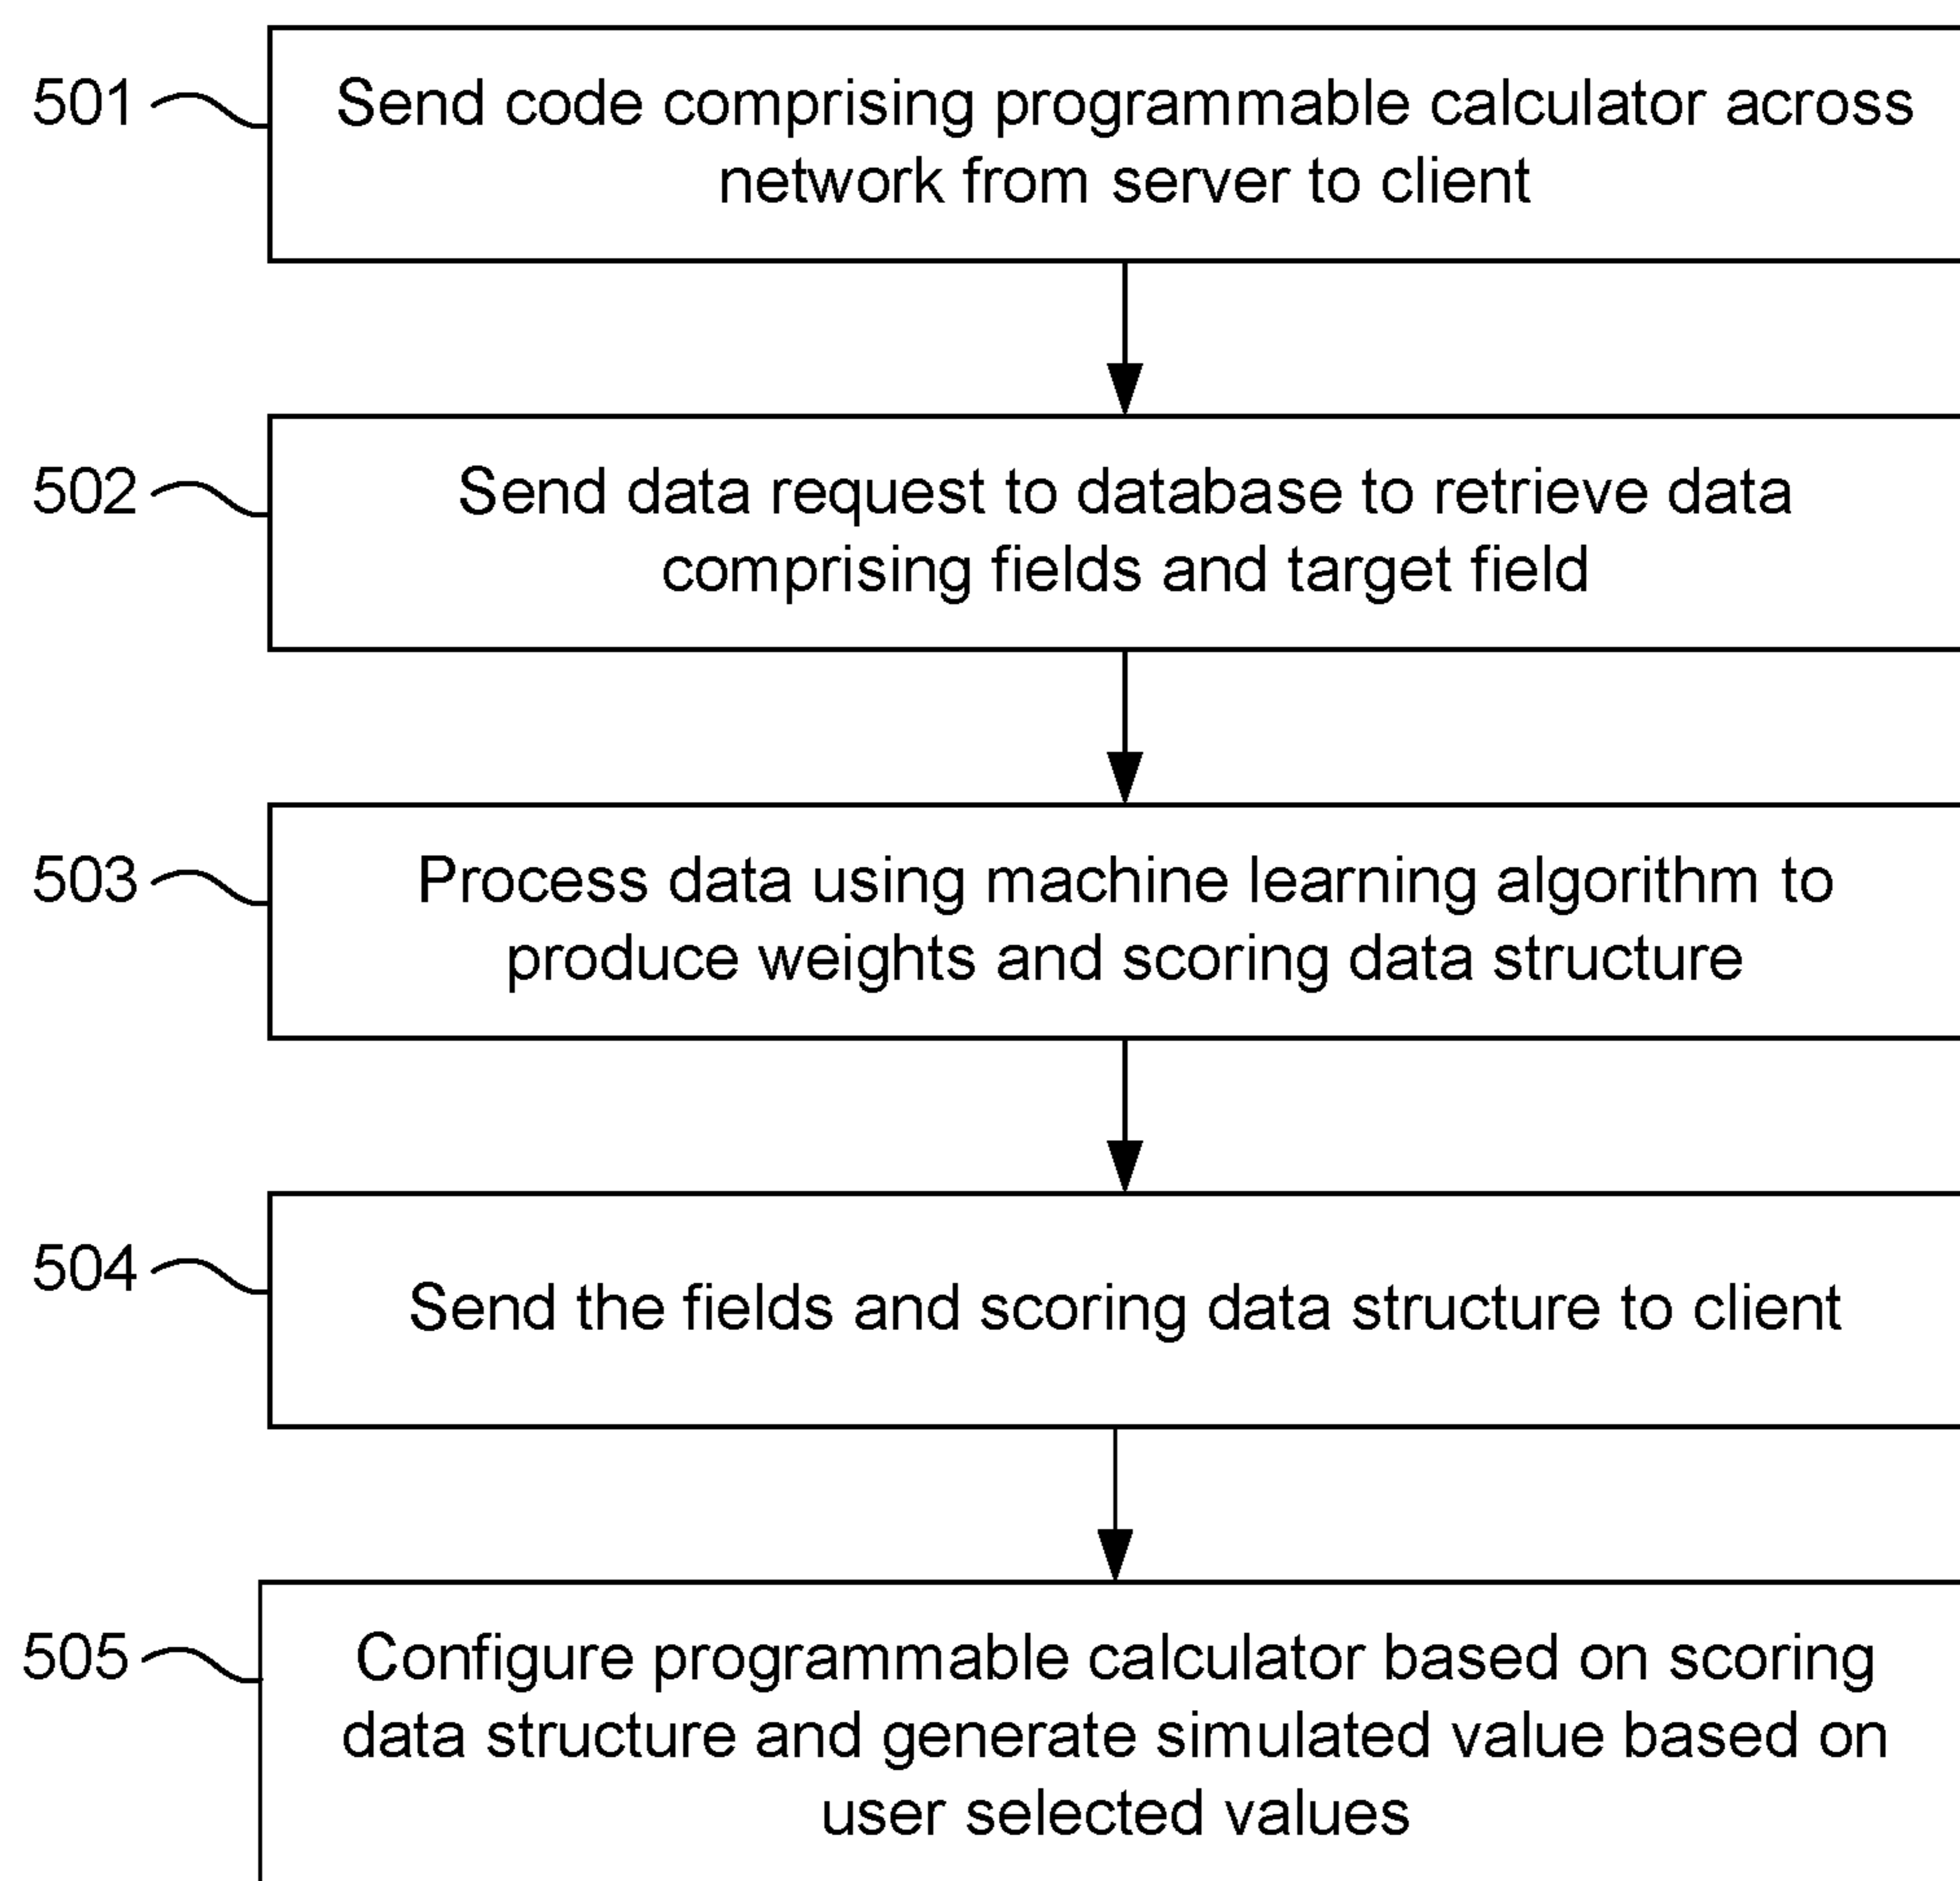 501
Send code comprising programmable calculator across
network from server to client
502
Send data request to database to retrieve data
comprising fields and target field
503
Process data using machine learning algorithm to
produce weights and scoring data structure
504
Send the fields and scoring data structure to client
505
Configure programmable calculator based on scoring
data structure and generate simulated value based on
user selected values